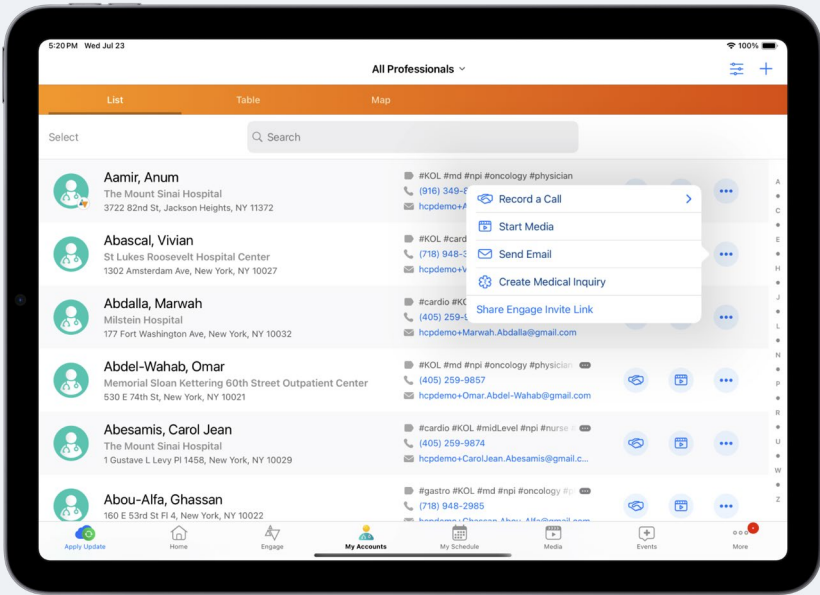 5:20 PM Wed Jul 23
100%
All Professionals
List
Table
Map
Select
Search
Aamir, Anum
The Mount Sinai Hospital
3722 82nd St, Jackson Heights, NY 11372
#KOL #md #npi #oncology #physician
(916) 349-
Abascal, Vivian
St Lukes Roosevelt Hospital Center
1302 Amsterdam Ave, New York, NY 10027
#KOL #card
(718) 948-
Abdalla, Marwah
Milstein Hospital
177 Fort Washington Ave, New York, NY 10032
#cardio #KO
(405) 259-
hcpdemo+Marwah.Abdalla@gmail.com
Record a Call
Start Media
Send Email
Create Medical Inquiry
Share Engage Invite Link
Abdel-Wahab, Omar
Memorial Sloan Kettering 60th Street Outpatient Center
530 E 74th St, New York, NY 10021
#KOL #md #npi #oncology #physician
(405) 259-9857
hcpdemo+Omar.Abdel-Wahab@gmail.com
Abesamis, Carol Jean
The Mount Sinai Hospital
1 Gustave L Levy Pl 1458, New York, NY 10029
#cardio #KOL #midLevel #npi #nurse
(405) 259-9874
hcpdemo+CarolJean.Abesamis@gmail.c...
Abou-Alfa, Ghassan
160 E 53rd St Fl 4, New York, NY 10022
#gastro #KOL #md #npi #oncology #p
(718) 948-2985
A
C
E
H
J
L
N
P
R
U
W
Z
Apply Update
Home
Engage
My Accounts
My Schedule
Media
Events
More